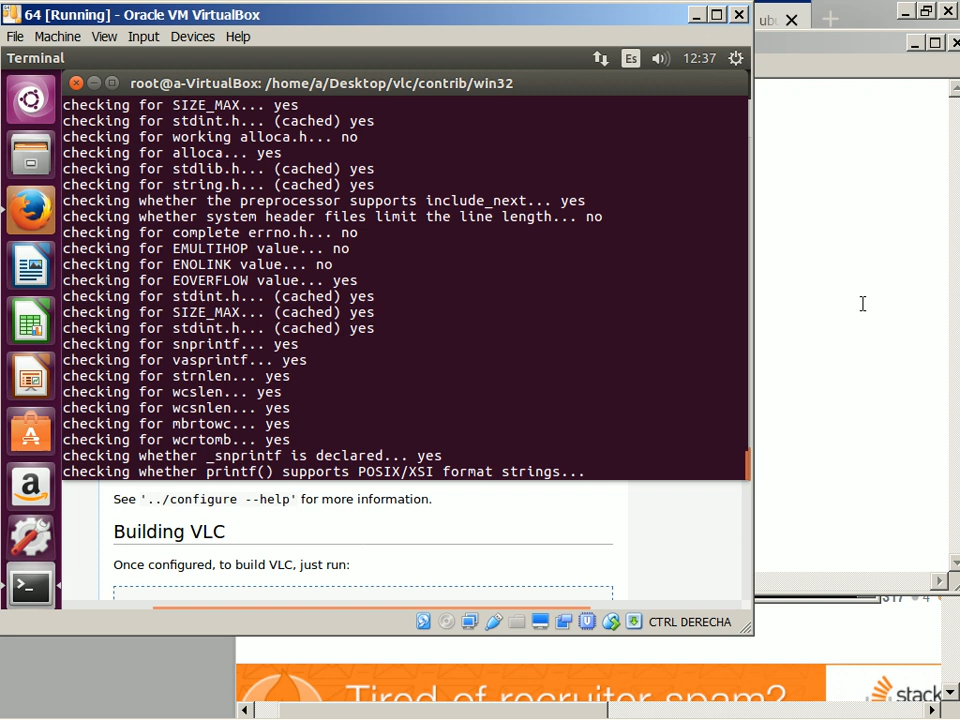 64 [Running] - Oracle VM VirtualBox
File Machine View Input Devices Help
Terminal
Es
12:37
root@a-VirtualBox: /home/a/Desktop/vlc/contrib/win32
checking for SIZE_MAX... yes
checking for stdint.h... (cached) yes
checking for working alloca.h... no
checking for alloca... yes
checking for stdlib.h... (cached) yes
checking for string.h... (cached) yes
checking whether the preprocessor supports include_next... yes
checking whether system header files limit the line length... no
checking for complete errno.h... no
checking for EMULTIHOP value... no
checking for ENOLINK value... no
checking for EOVERFLOW value... yes
checking for stdint.h... (cached) yes
checking for SIZE_MAX... (cached) yes
checking for stdint.h... (cached) yes
checking for snprintf... yes
checking for vasprintf... yes
checking for strnlen... yes
checking for wcslen... yes
checking for wcsnlen... yes
checking for mbrtowc... yes
checking for wcrtomb... yes
checking whether _snprintf is declared... yes
checking whether printf() supports POSIX/XSI format strings...
See '../configure --help' for more information.
Building VLC
Once configured, to build VLC, just run:
CTRL DERECHA
ubu
317
4
Tired of recruiter spam?
stack